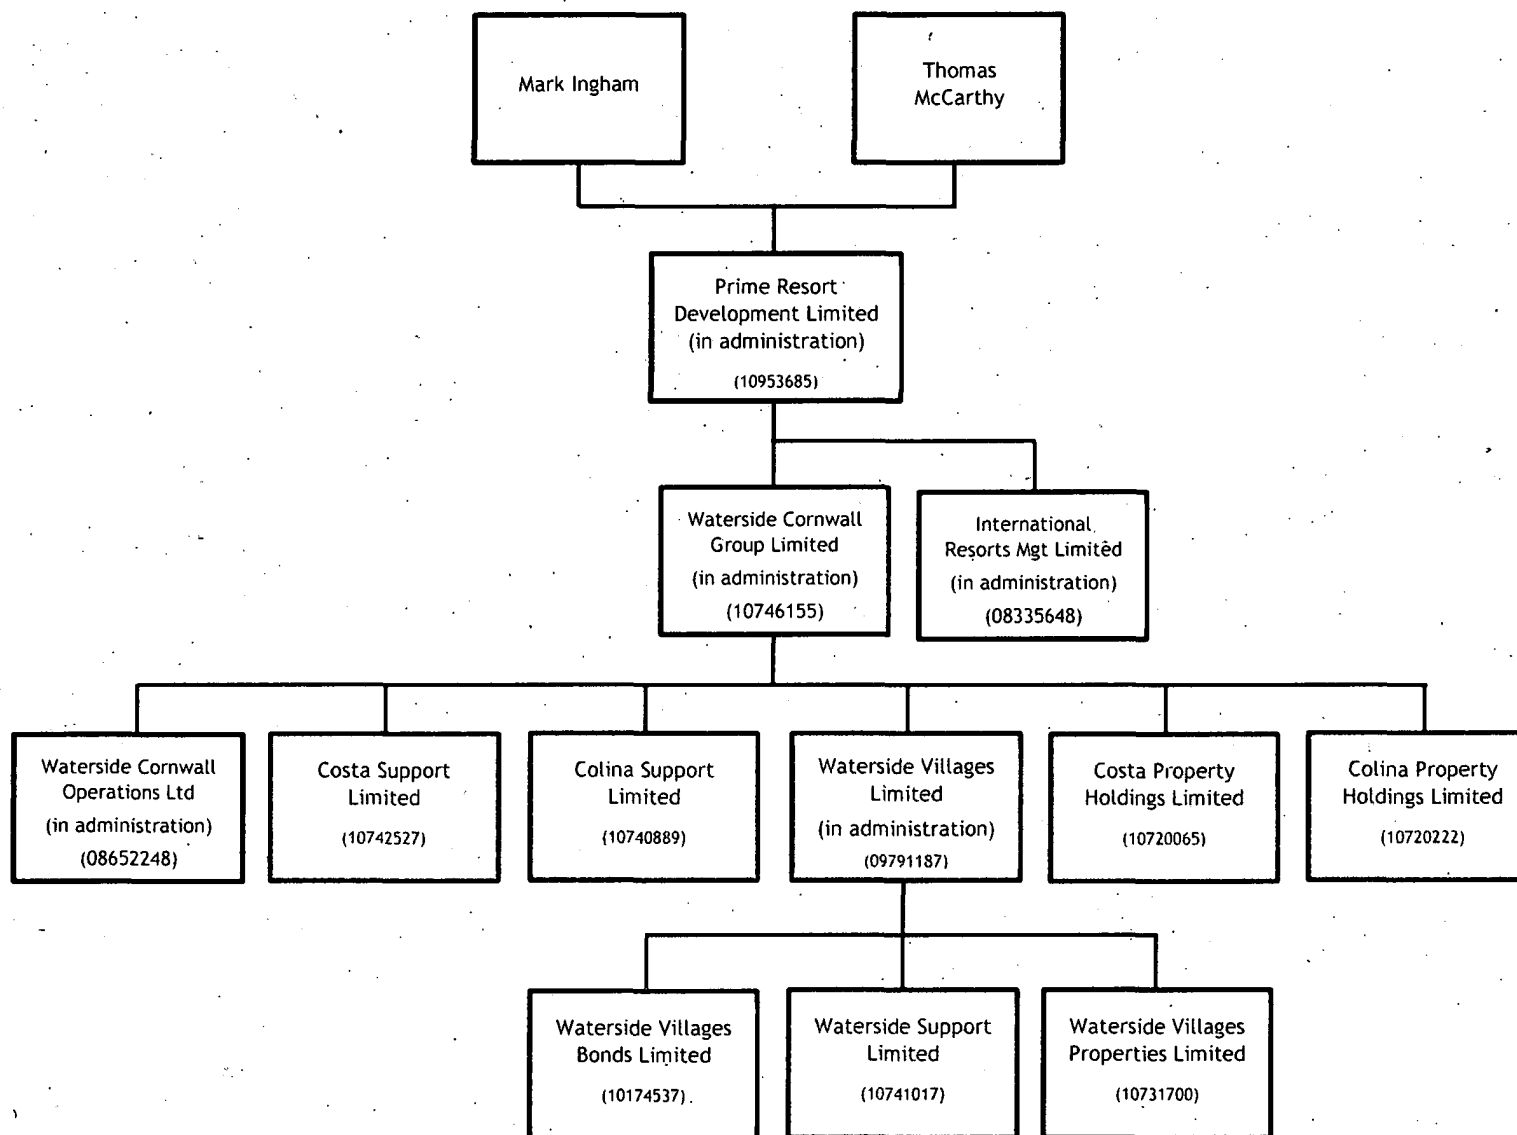 Mark Ingham
Thomas
McCarthy
Prime Resort
Development Limited
(in administration)
(10953685)
Waterside Cornwall
Group Limited
(in administration)
(10746155)
International
Resorts Mgt Limited
(in administration)
(08335648)
Waterside Cornwall
Operations Ltd
(in administration)
(08652248)
Costa Support
Limited
(10742527)
Colina Support
Limited
(10740889)
Waterside Villages
Limited
(in administration)
(09791187)
Costa Property
Holdings Limited
(10720065)
Colina Property
Holdings Limited
(10720222)
Waterside Villages
Bonds Limited
(10174537)
Waterside Support
Limited
(10741017)
Waterside Villages
Properties Limited
(10731700)